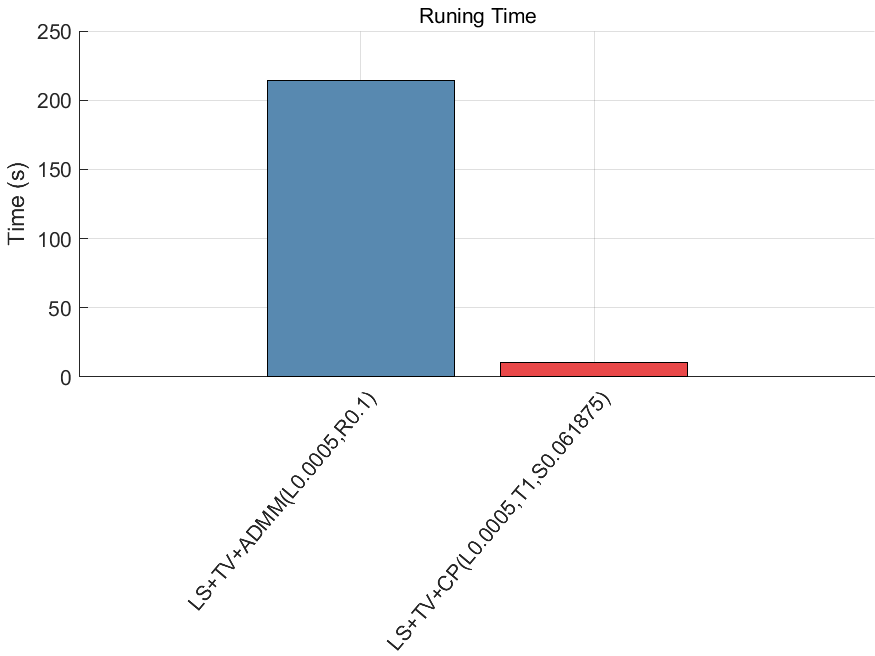 Runing Time
Time (s)
250
200
150
100
50
0
LS+TV+ADMM(L0.0005,R0.1)
LS+TV+CP(L0.0005,T1,S0.061875)